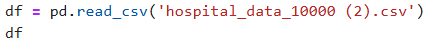 df = pd.read_csv('hospital_data_10000 (2).csv')
df